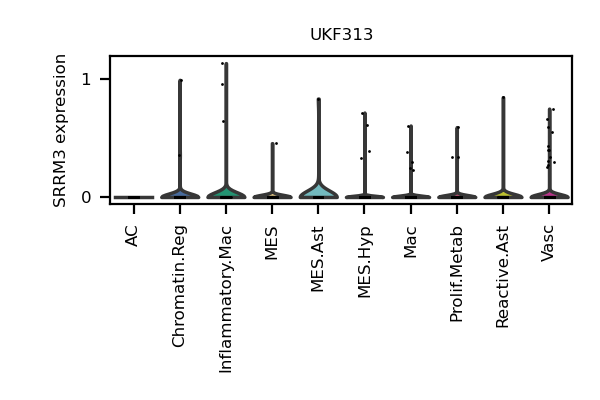 UKF313
SRRM3 expression
1
0
AC
Chromatin.Reg
Inflammatory.Mac
MES
MES.Ast
MES.Hyp
Mac
Prolif.Metab
Reactive.Ast
Vasc